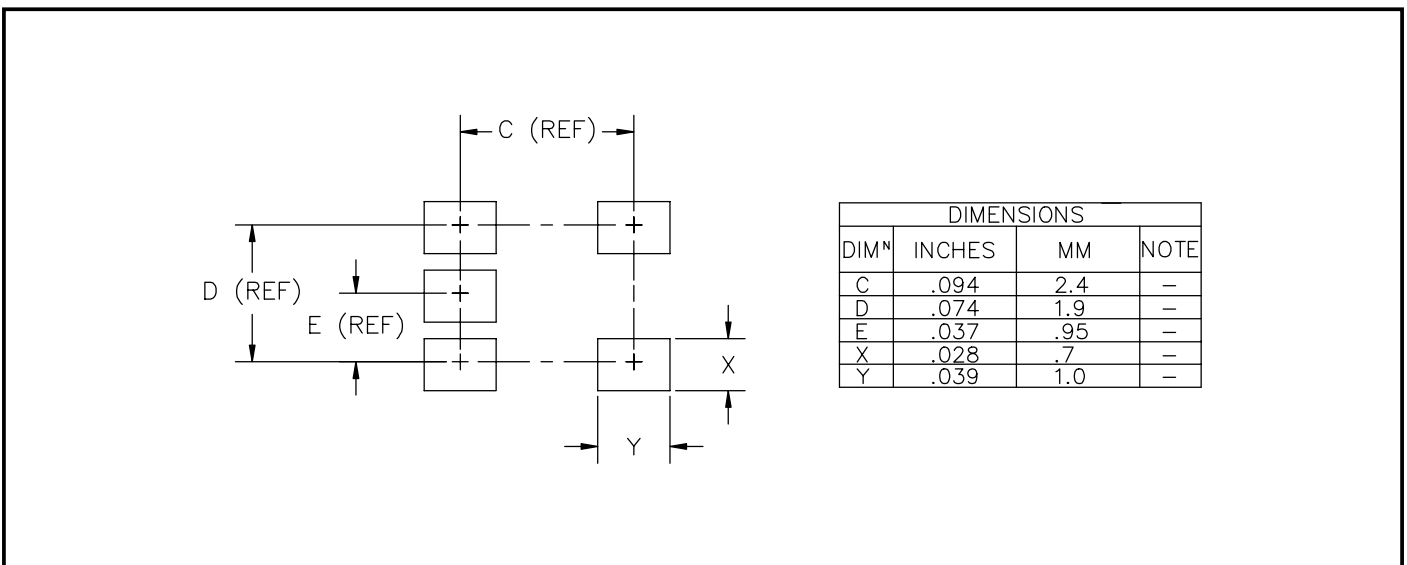 C (REF)
D (REF)
E (REF)
X
Y
DIMENSIONS
DIMᴺ INCHES MM NOTE
C .094 2.4 –
D .074 1.9 –
E .037 .95 –
X .028 .7 –
Y .039 1.0 –